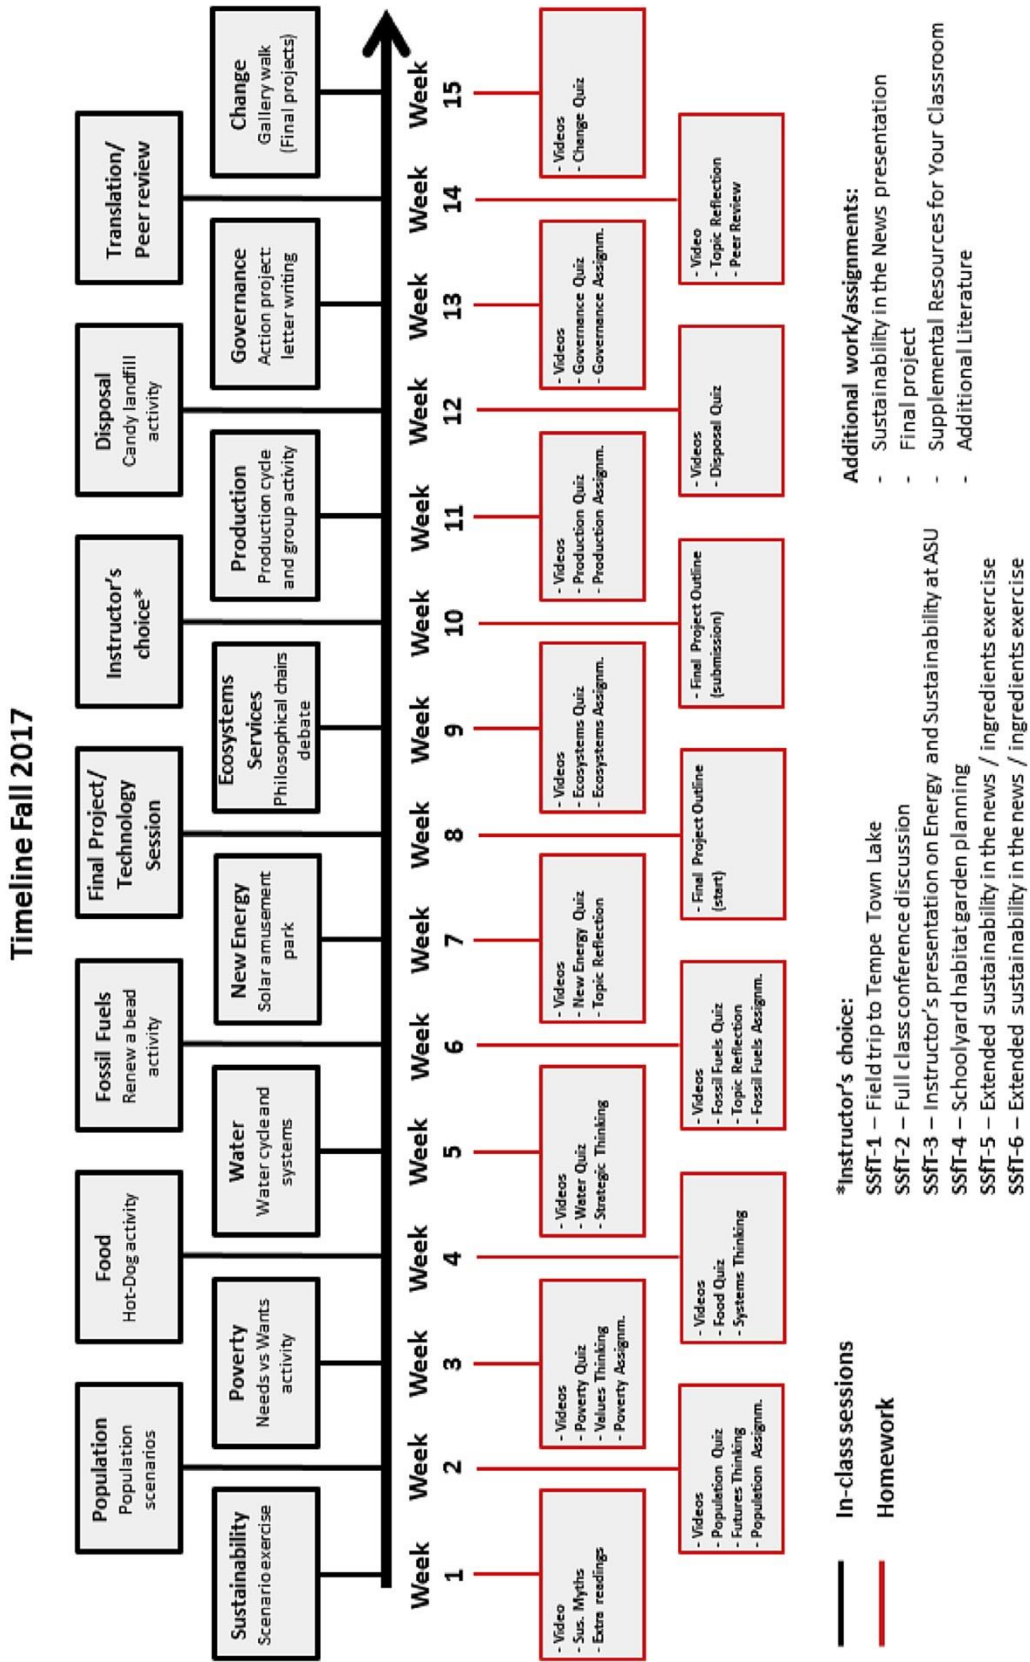 Timeline Fall 2017
Sustainability
Scenario exercise
Population
Population
scenarios
Poverty
Needs vs Wants
activity
Food
Hot-Dog activity
Water
Water cycle and
systems
Fossil Fuels
Renew a bead
activity
New Energy
Solar amusement
park
Final Project/
Technology
Session
Ecosystems
Services
Philosophical chairs
debate
Instructor's
choice*
Production
Production cycle
and group activity
Disposal
Candy landfill
activity
Governance
Action project:
letter writing
Translation/
Peer review
Change
Gallery walk
(Final projects)
Week
1
Week
2
Week
3
Week
4
Week
5
Week
6
Week
7
Week
8
Week
9
Week
10
Week
11
Week
12
Week
13
Week
14
Week
15
- Video
- Sus. Myths
- Extra readings
- Videos
- Population Quiz
- Futures Thinking
- Population Assignm.
- Videos
- Poverty Quiz
- Values Thinking
- Poverty Assignm.
- Videos
- Food Quiz
- Systems Thinking
- Videos
- Water Quiz
- Strategic Thinking
- Videos
- Fossil Fuels Quiz
- Topic Reflection
- Fossil Fuels Assignm.
- Videos
- New Energy Quiz
- Topic Reflection
- Final Project Outline
(start)
- Videos
- Ecosystems Quiz
- Ecosystems Assignm.
- Final Project Outline
(submission)
- Videos
- Production Quiz
- Production Assignm.
- Videos
- Disposal Quiz
- Videos
- Governance Quiz
- Governance Assignm.
- Video
- Topic Reflection
- Peer Review
- Videos
- Change Quiz
In-class sessions
Homework
*Instructor's choice:
SSfT-1 – Field trip to Tempe Town Lake
SSfT-2 – Full class conference discussion
SSfT-3 – Instructor's presentation on Energy and Sustainability at ASU
SSfT-4 – Schoolyard habitat garden planning
SSfT-5 – Extended sustainability in the news / ingredients exercise
SSfT-6 – Extended sustainability in the news / ingredients exercise
Additional work/assignments:
- Sustainability in the News presentation
- Final project
- Supplemental Resources for Your Classroom
- Additional Literature